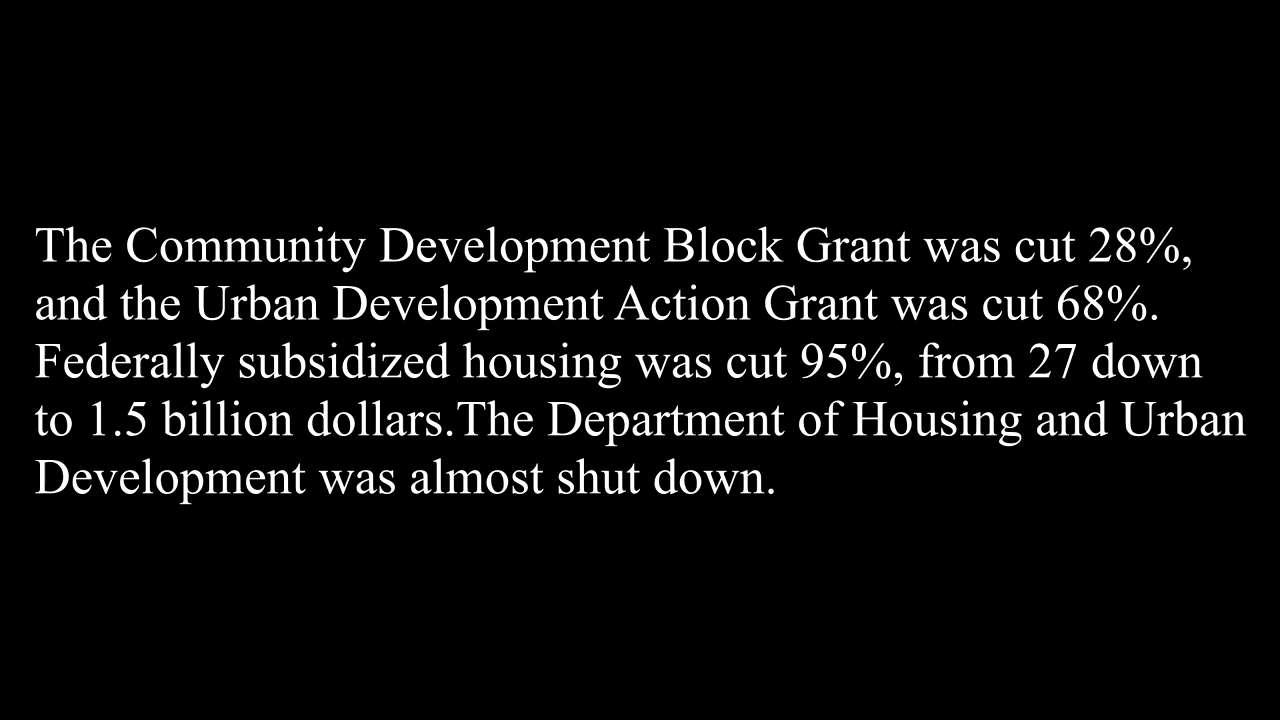 The Community Development Block Grant was cut 28%,
and the Urban Development Action Grant was cut 68%.
Federally subsidized housing was cut 95%, from 27 down
to 1.5 billion dollars.The Department of Housing and Urban
Development was almost shut down.